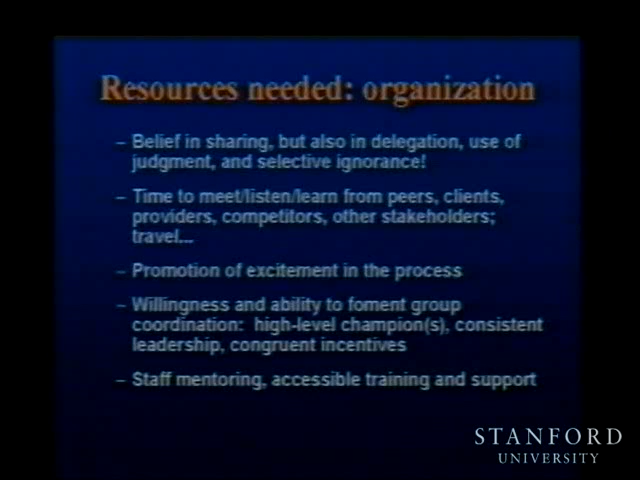 Resources needed: organization
– Belief in sharing, but also in delegation, use of
judgment, and selective ignorance!
– Time to meet/listen/learn from peers, clients,
providers, competitors, other stakeholders;
travel...
– Promotion of excitement in the process
– Willingness and ability to foment group
coordination: high-level champion(s), consistent
leadership, congruent incentives
– Staff mentoring, accessible training and support
STANFORD
UNIVERSITY